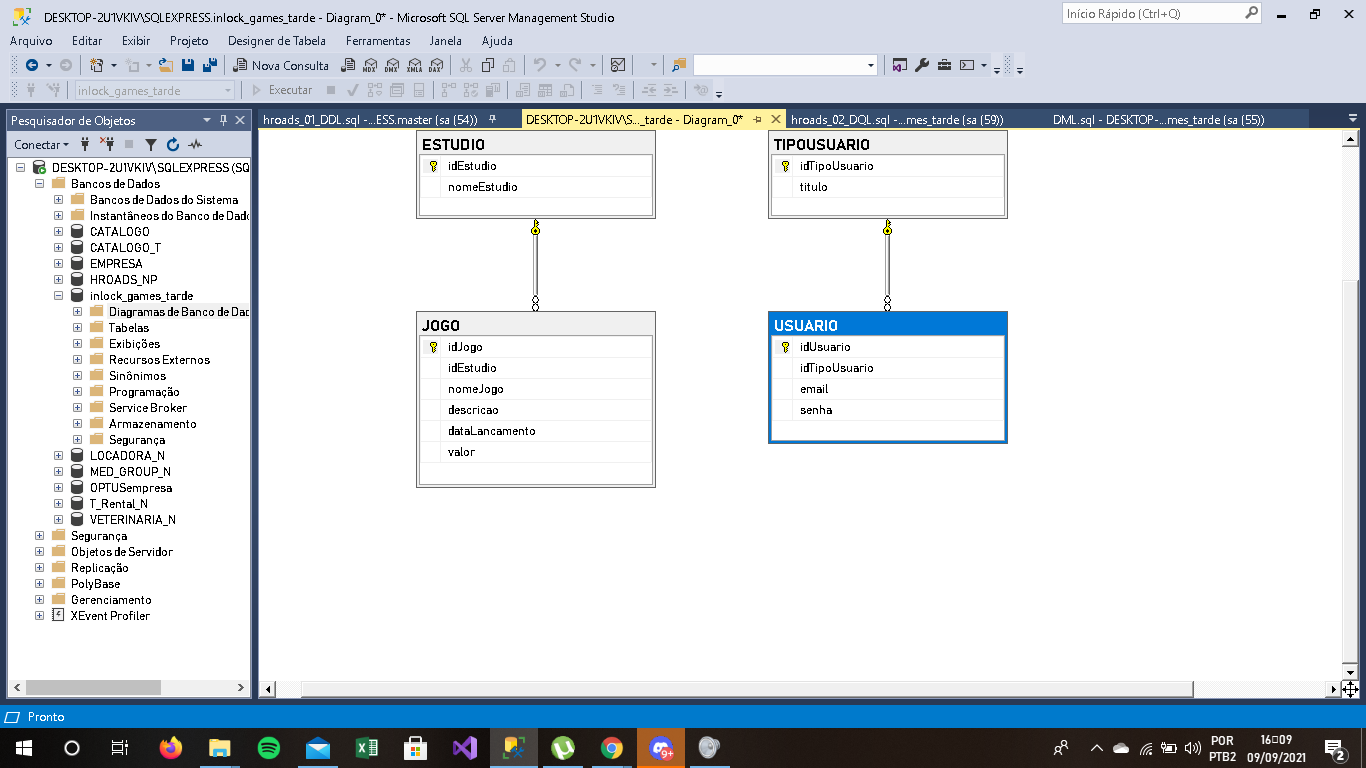 DESKTOP-2U1VKIV\SQLEXPRESS.inlock_games_tarde - Diagram_0* - Microsoft SQL Server Management Studio
Início Rápido (Ctrl+Q)
Arquivo Editar Exibir Projeto Designer de Tabela Ferramentas Janela Ajuda
Nova Consulta MDX DMX XMLA DAX
inlock_games_tarde Executar
Pesquisador de Objetos
hroads_01_DDL.sql -...ESS.master (sa (54)) DESKTOP-2U1VKIV\S..._tarde - Diagram_0* hroads_02_DQL.sql -...mes_tarde (sa (59)) DML.sql - DESKTOP-...mes_tarde (sa (55))
Conectar
DESKTOP-2U1VKIV\SQLEXPRESS (SQ
Bancos de Dados
Bancos de Dados do Sistema
Instantâneos do Banco de Dado
CATALOGO
CATALOGO_T
EMPRESA
HROADS_NP
inlock_games_tarde
Diagramas de Banco de Dad
Tabelas
Exibições
Recursos Externos
Sinônimos
Programação
Service Broker
Armazenamento
Segurança
LOCADORA_N
MED_GROUP_N
OPTUSempresa
T_Rental_N
VETERINARIA_N
Segurança
Objetos de Servidor
Replicação
PolyBase
Gerenciamento
XEvent Profiler
ESTUDIO
idEstudio
nomeEstudio
TIPOUSUARIO
idTipoUsuario
titulo
JOGO
idJogo
idEstudio
nomeJogo
descricao
dataLancamento
valor
USUARIO
idUsuario
idTipoUsuario
email
senha
Pronto
9+
POR
PTB2
16:09
09/09/2021
2